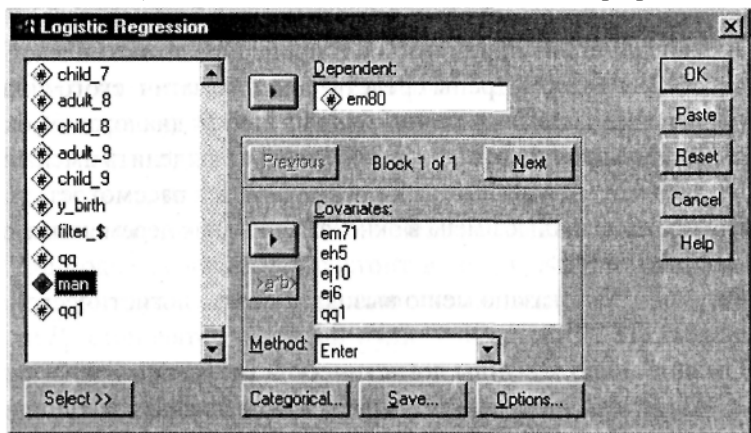 Logistic Regression
child_7
adult_8
child_8
adult_9
child_9
y_birth
filter_$
qq
man
qq1
Select >>
Dependent:
em80
Previous
Block 1 of 1
Next
Covariates:
em71
eh5
ej10
ej6
qq1
>a*b>
Method:
Enter
Categorical...
Save...
Options...
OK
Paste
Reset
Cancel
Help